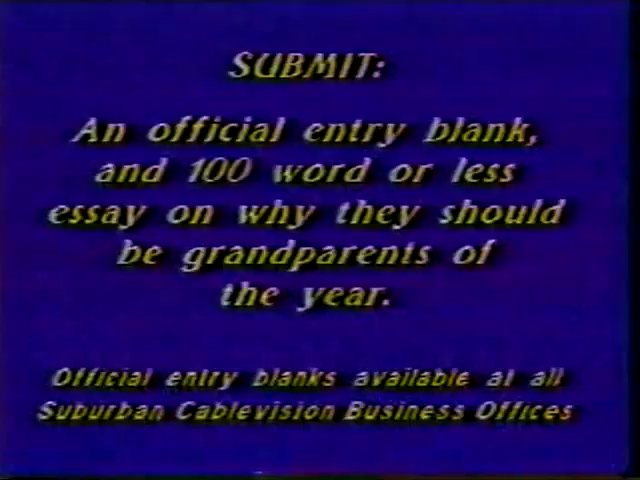 SUBMIT:
An official entry blank,
and 100 word or less
essay on why they should
be grandparents of
the year.
Official entry blanks available at all
Suburban Cablevision Business Offices